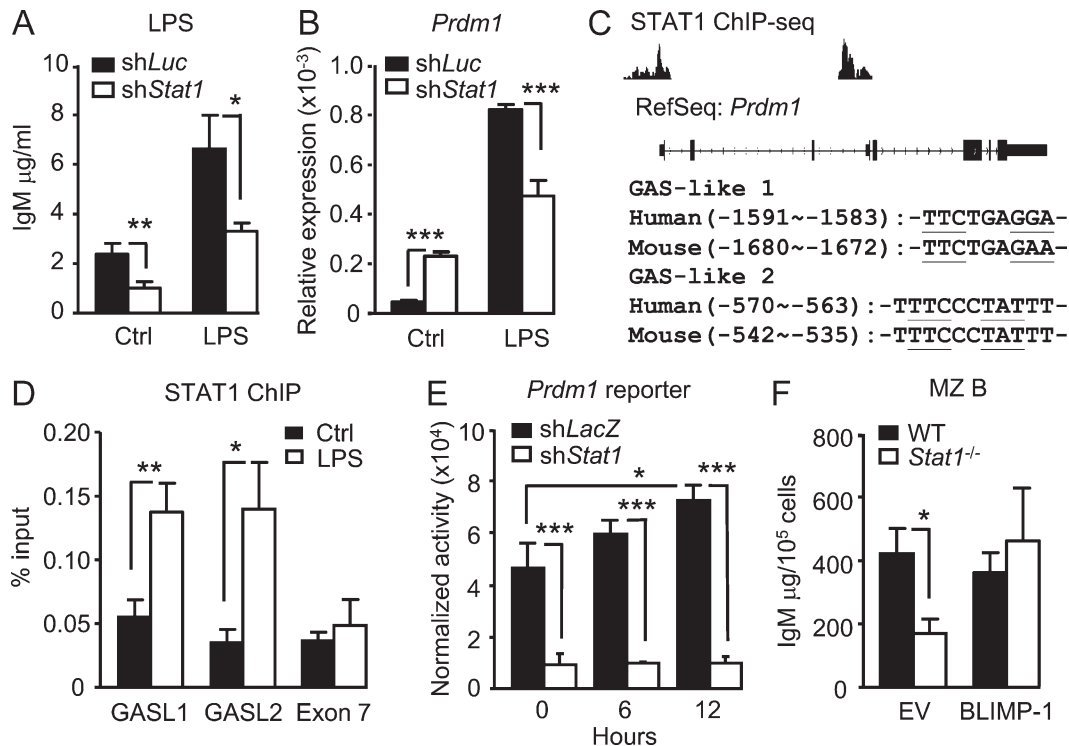 A
LPS
IgM µg/ml
10
8
6
4
2
0
shLuc
shStat1
**
*
Ctrl
LPS
B
Prdm1
Relative expression (x10-3)
1.0
0.8
0.6
0.4
0.2
0
shLuc
shStat1
***
***
Ctrl
LPS
C
STAT1 ChIP-seq
RefSeq: Prdm1
GAS-like 1
Human(-1591~-1583):-TTCTGAGGA-
Mouse(-1680~-1672):-TTCTGAGAA-
GAS-like 2
Human(-570~-563):-TTTCCCTATTT-
Mouse(-542~-535):-TTTCCCTATTT-
D
STAT1 ChIP
% input
0.20
0.15
0.10
0.05
0
Ctrl
LPS
**
*
GASL1
GASL2
Exon 7
E
Prdm1 reporter
Normalized activity (x10⁴)
10
8
6
4
2
0
shLacZ
shStat1
***
***
*
***
0
6
12
Hours
F
MZ B
IgM µg/10⁵ cells
800
600
400
200
0
WT
Stat1-/-
*
EV
BLIMP-1